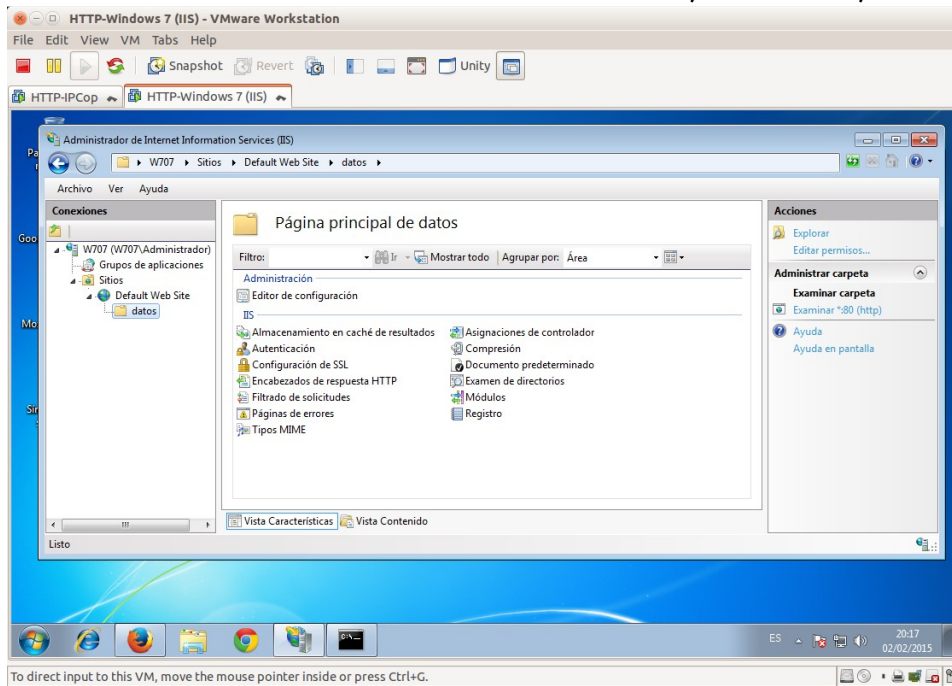 HTTP-Windows 7 (IIS) - VMware Workstation
File Edit View VM Tabs Help
Snapshot Revert Unity
HTTP-IPCop HTTP-Windows 7 (IIS)
Administrador de Internet Information Services (IIS)
W707 Sitios Default Web Site datos
Archivo Ver Ayuda
Conexiones
W707 (W707\Administrador)
Grupos de aplicaciones
Sitios
Default Web Site
datos
Página principal de datos
Filtro: Ir Mostrar todo Agrupar por: Área
Administración
Editor de configuración
IIS
Almacenamiento en caché de resultados Asignaciones de controlador
Autenticación Compresión
Configuración de SSL Documento predeterminado
Encabezados de respuesta HTTP Examen de directorios
Filtrado de solicitudes Módulos
Páginas de errores Registro
Tipos MIME
Vista Características Vista Contenido
Acciones
Explorar
Editar permisos...
Administrar carpeta
Examinar carpeta
Examinar *:80 (http)
Ayuda
Ayuda en pantalla
Listo
Goo
ES 20:17
02/02/2015
To direct input to this VM, move the mouse pointer inside or press Ctrl+G.